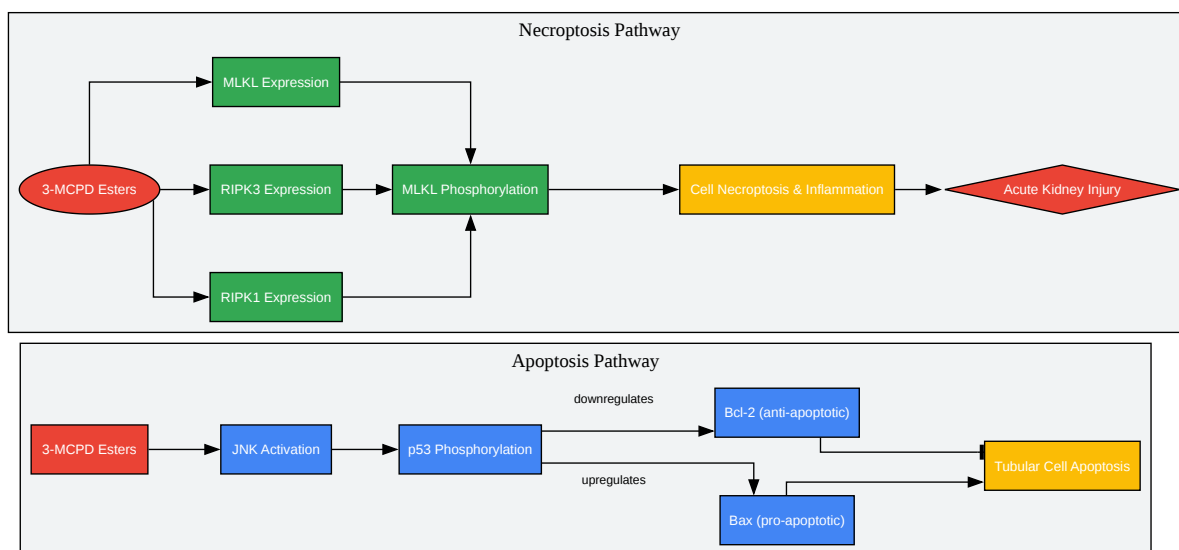 Necroptosis Pathway
MLKL Expression
3-MCPD Esters
RIPK3 Expression
MLKL Phosphorylation
Cell Necroptosis & Inflammation
Acute Kidney Injury
RIPK1 Expression
Apoptosis Pathway
downregulates
Bcl-2 (anti-apoptotic)
3-MCPD Esters
JNK Activation
p53 Phosphorylation
Tubular Cell Apoptosis
upregulates
Bax (pro-apoptotic)